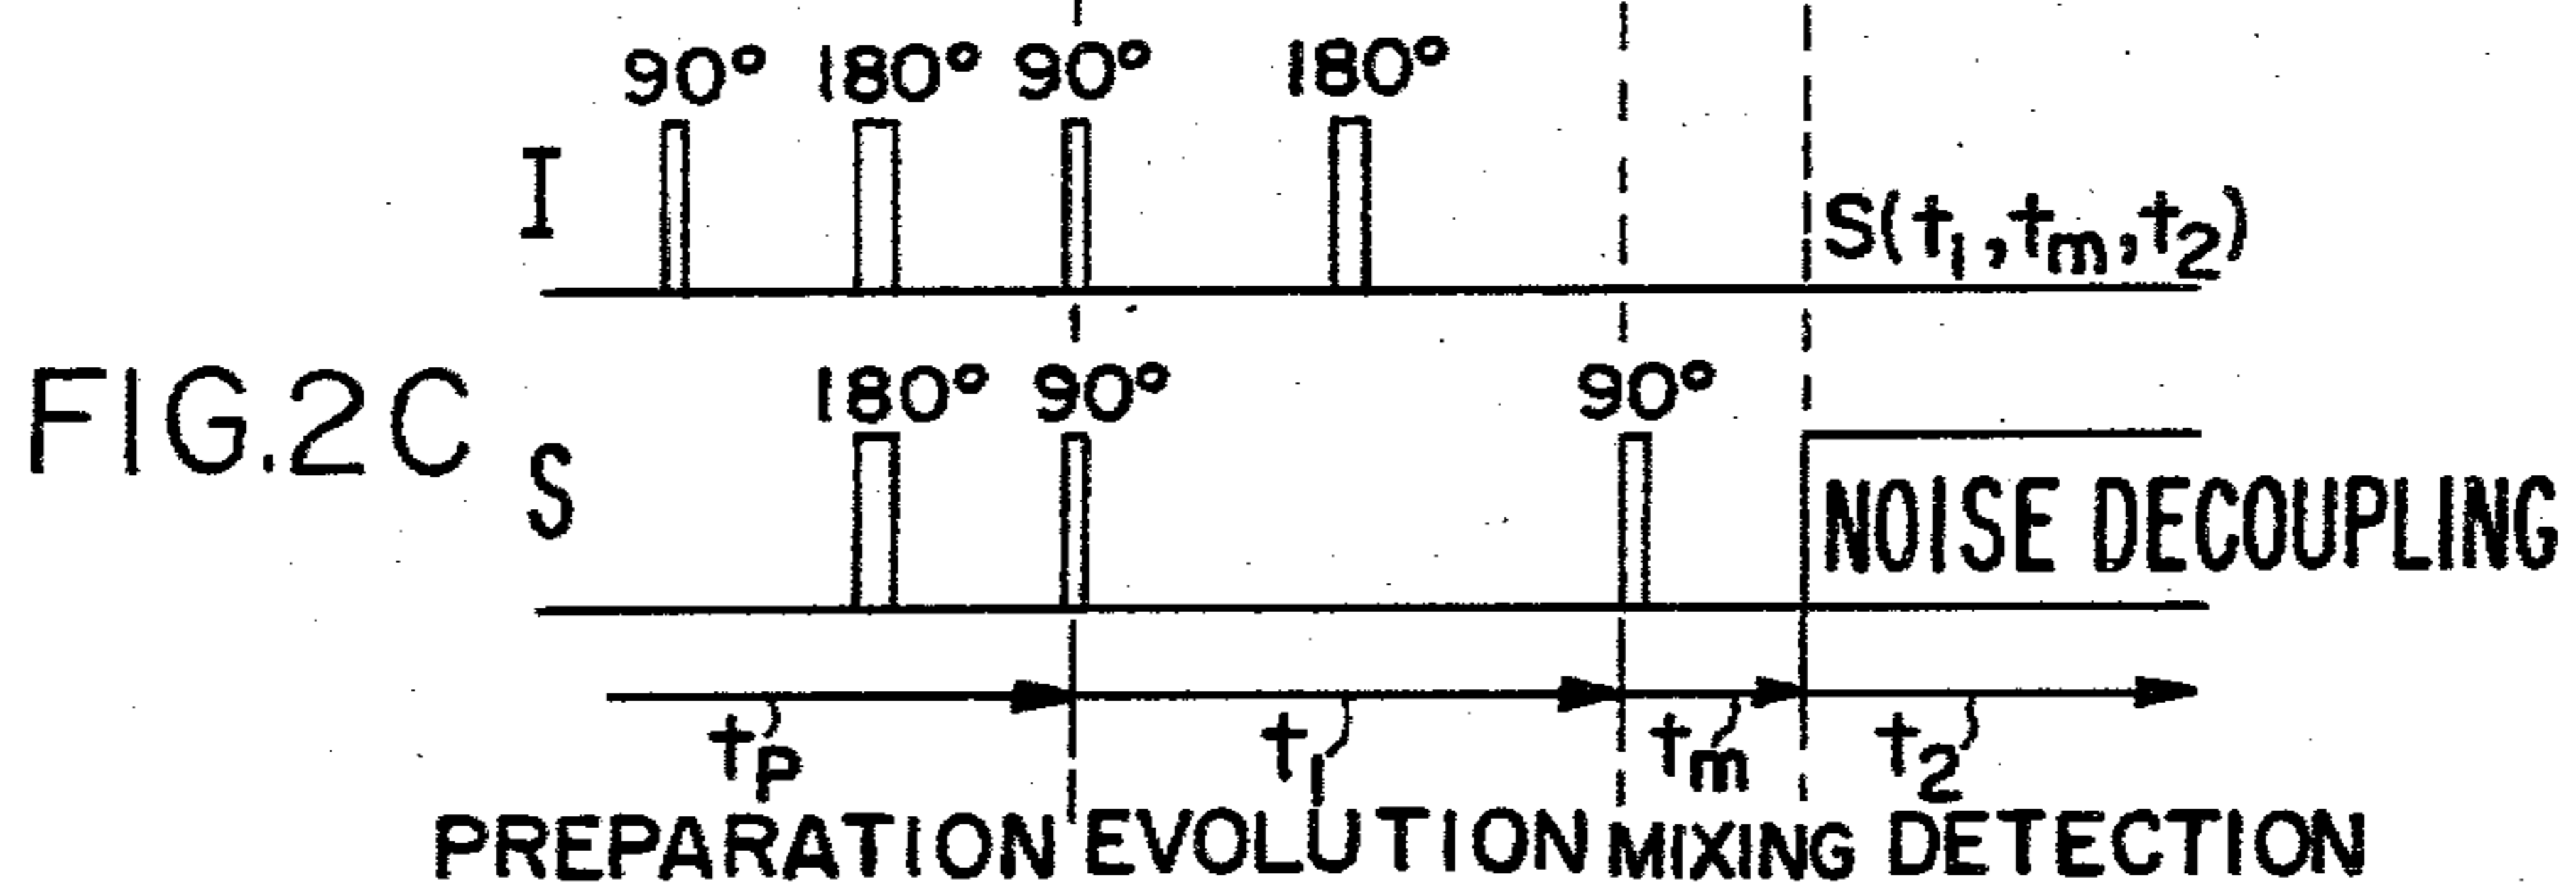 90° 180° 90° 180°
I
S(t1,tm,t2)
FIG.2C
180° 90° 90°
S
NOISE DECOUPLING
tp t1 tm t2
PREPARATION EVOLUTION MIXING DETECTION